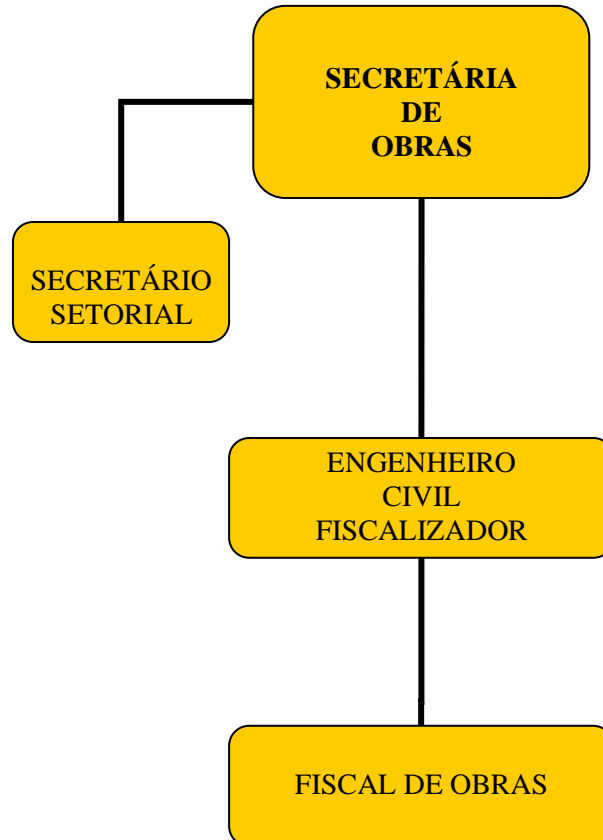 SECRETÁRIA
DE
OBRAS
SECRETÁRIO
SETORIAL
ENGENHEIRO
CIVIL
FISCALIZADOR
FISCAL DE OBRAS